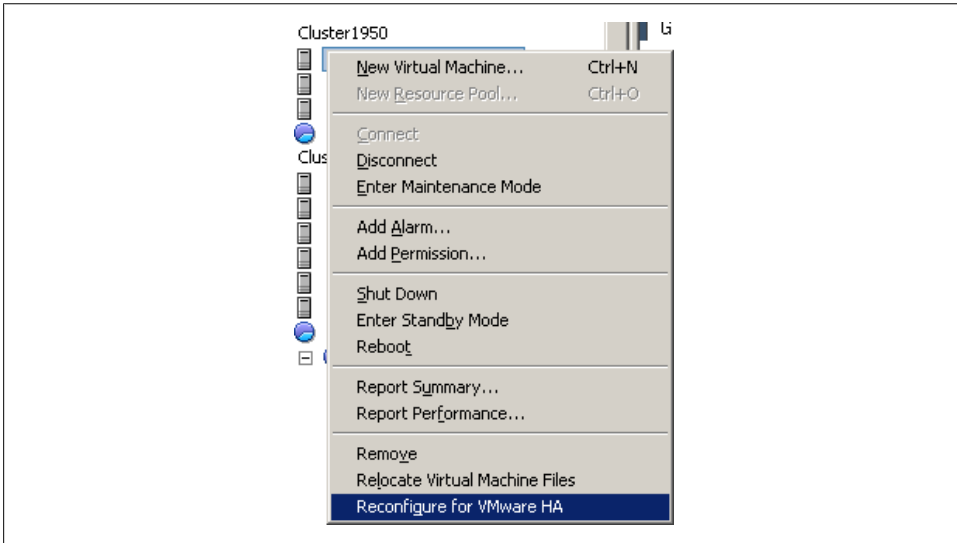 Cluster1950
G
New Virtual Machine... Ctrl+N
New Resource Pool... Ctrl+O
Connect
Clus
Disconnect
Enter Maintenance Mode
Add Alarm...
Add Permission...
Shut Down
Enter Standby Mode
Reboot
Report Summary...
Report Performance...
Remove
Relocate Virtual Machine Files
Reconfigure for VMware HA